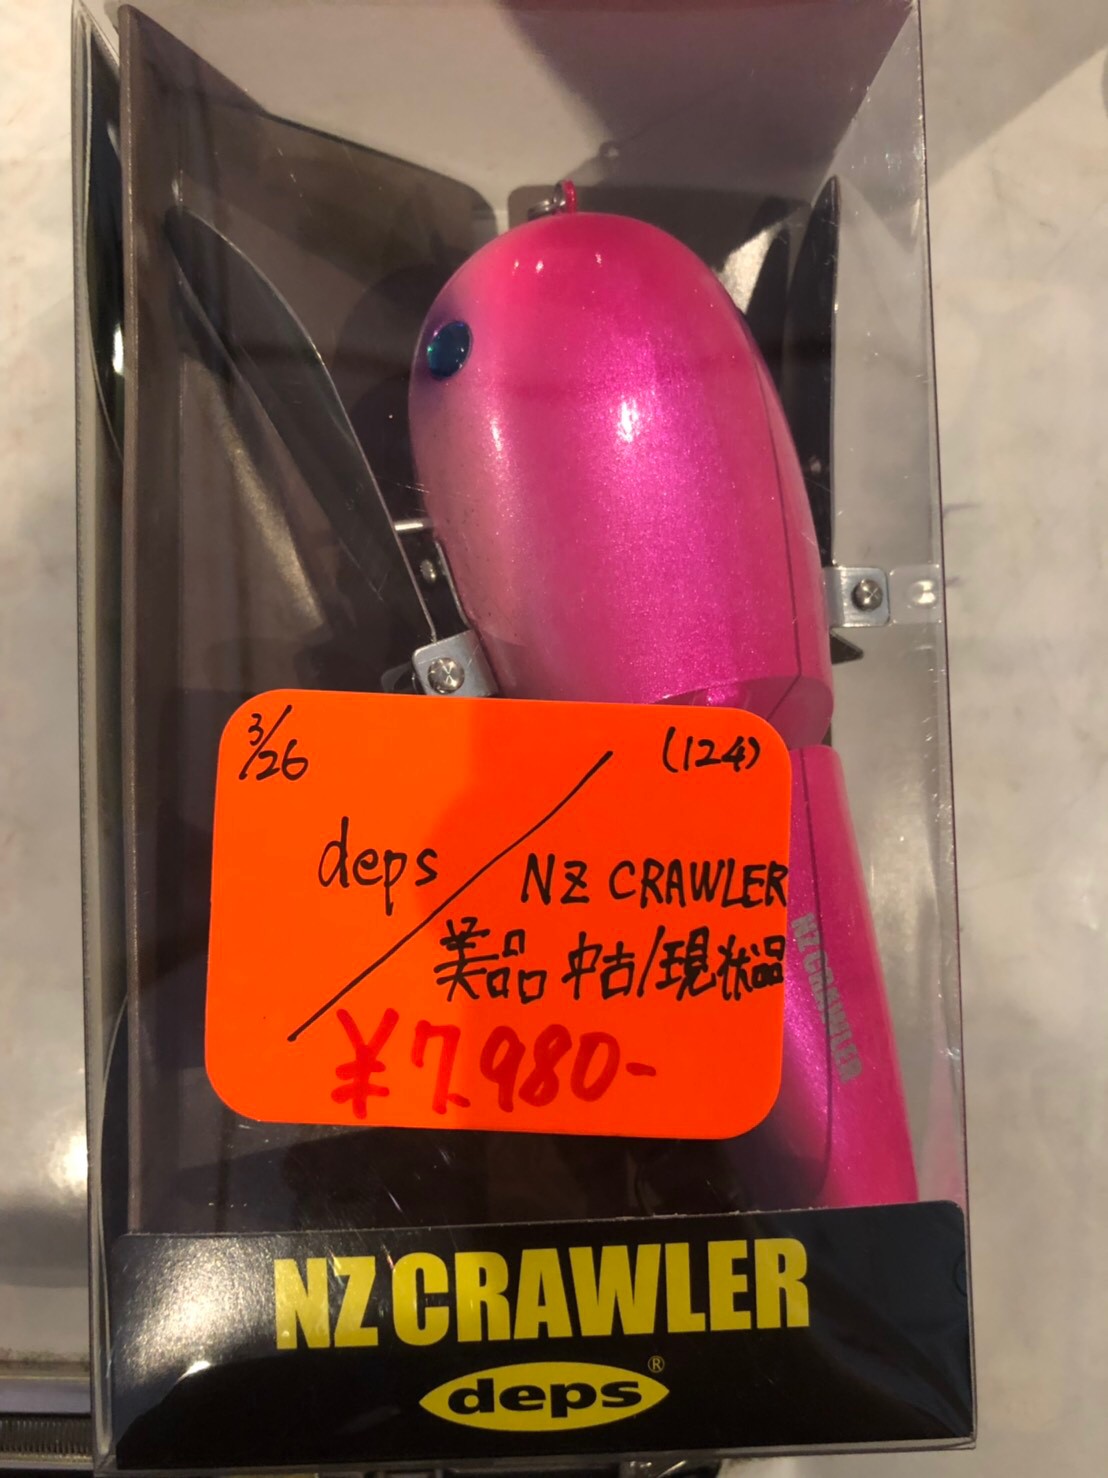 3/26
(124)
deps / NZ CRAWLER
美品 中古/現状品
¥7,980-
NZ CRAWLER
NZ CRAWLER
deps®